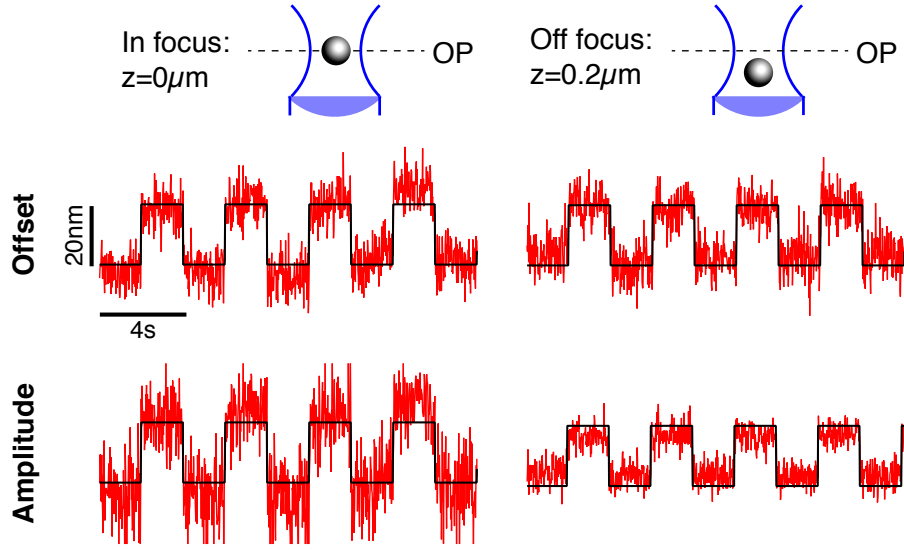 In focus:
z=0µm
OP
Off focus:
z=0.2µm
OP
Offset
20nm
4s
Amplitude